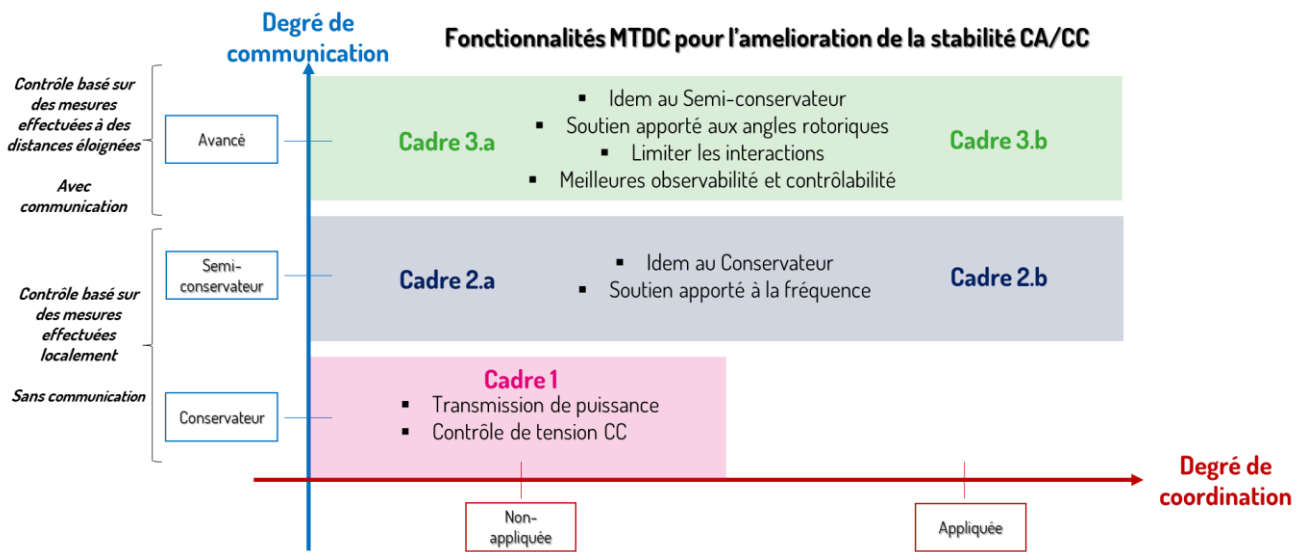 Degré de
communication
Fonctionnalités MTDC pour l'amelioration de la stabilité CA/CC
Contrôle basé sur
des mesures
effectuées à des
distances éloignées
Avec
communication
Avancé
Cadre 3.a
▪ Idem au Semi-conservateur
▪ Soutien apporté aux angles rotoriques
▪ Limiter les interactions
▪ Meilleures observabilité et contrôlabilité
Cadre 3.b
Contrôle basé sur
des mesures
effectuées
localement
Sans communication
Semi-
conservateur
Cadre 2.a
▪ Idem au Conservateur
▪ Soutien apporté à la fréquence
Cadre 2.b
Conservateur
Cadre 1
▪ Transmission de puissance
▪ Contrôle de tension CC
Non-
appliquée
Appliquée
Degré de
coordination